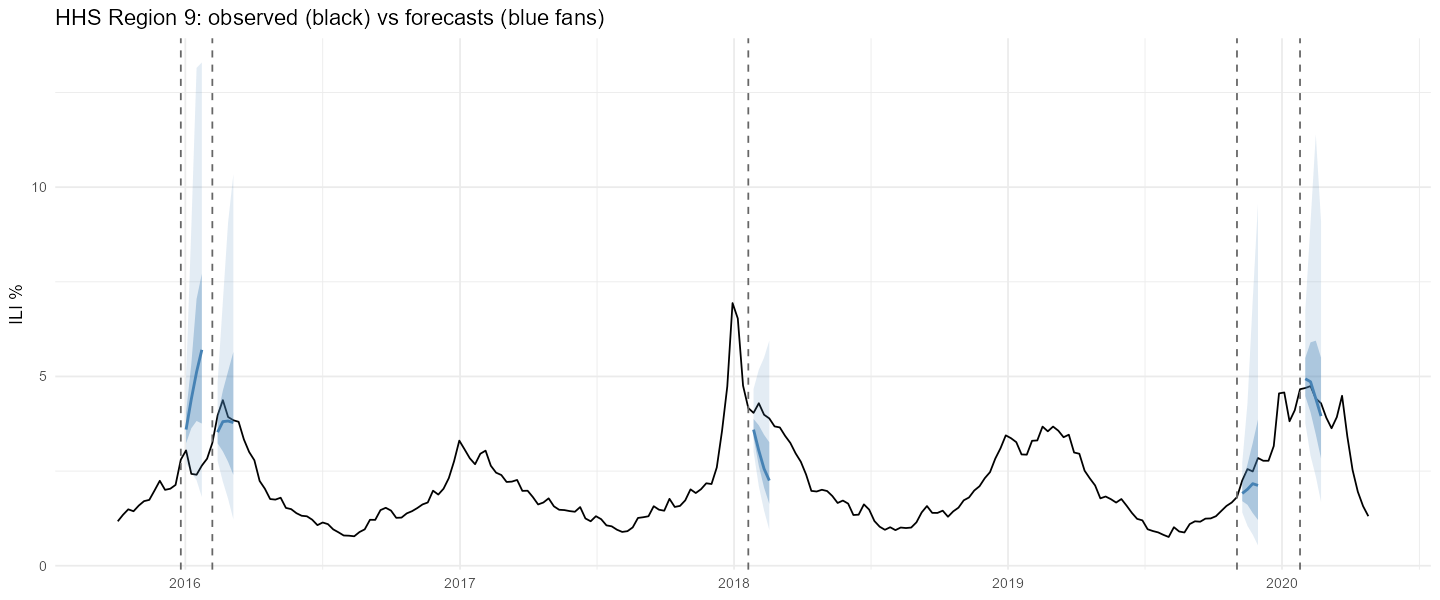 HHS Region 9: observed (black) vs forecasts (blue fans)
ILI %
10
5
0
2016 2017 2018 2019 2020